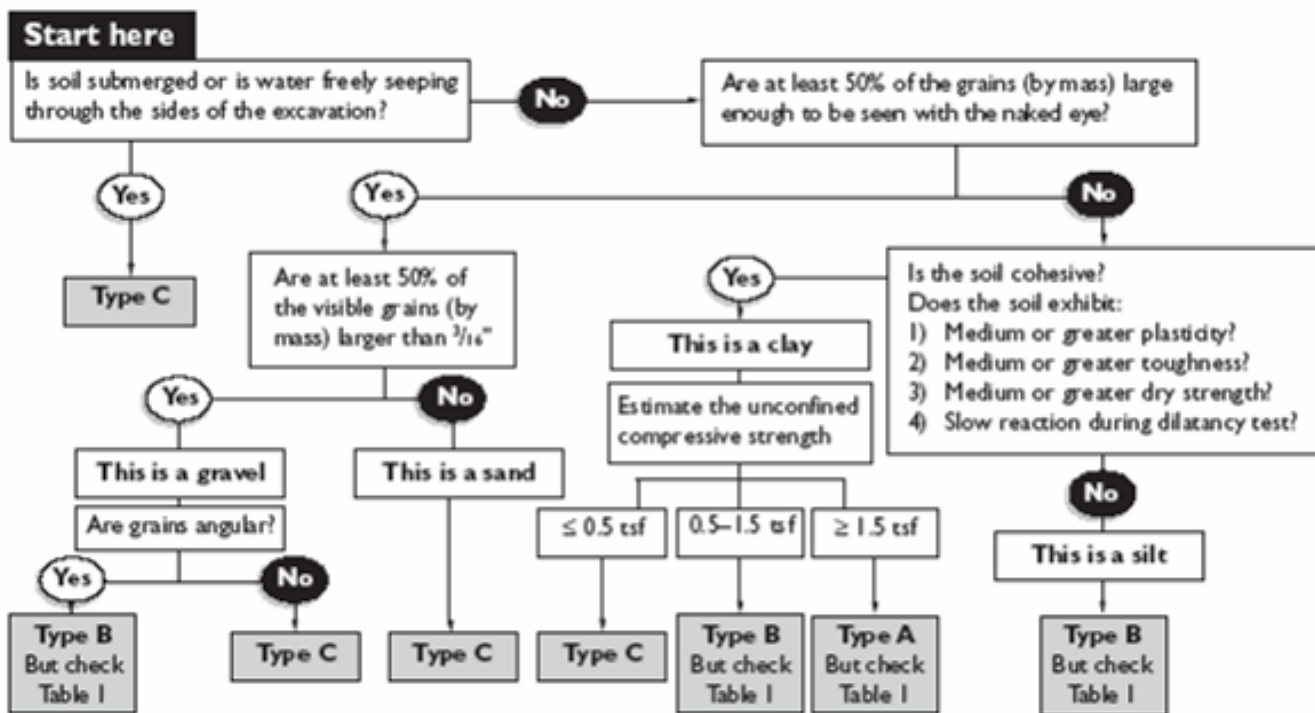 Start here
Is soil submerged or is water freely seeping
through the sides of the excavation?
No
Are at least 50% of the grains (by mass) large
enough to be seen with the naked eye?
Yes
Yes
No
Type C
Are at least 50% of
the visible grains (by
mass) larger than 3/16"
Yes
Is the soil cohesive?
Does the soil exhibit:
1) Medium or greater plasticity?
2) Medium or greater toughness?
3) Medium or greater dry strength?
4) Slow reaction during dilatancy test?
This is a clay
Estimate the unconfined
compressive strength
Yes
No
This is a gravel
This is a sand
Are grains angular?
≤ 0.5 tsf
0.5–1.5 tsf
≥ 1.5 tsf
No
This is a silt
Yes
No
Type B
But check
Table 1
Type C
Type C
Type C
Type B
But check
Table 1
Type A
But check
Table 1
Type B
But check
Table 1